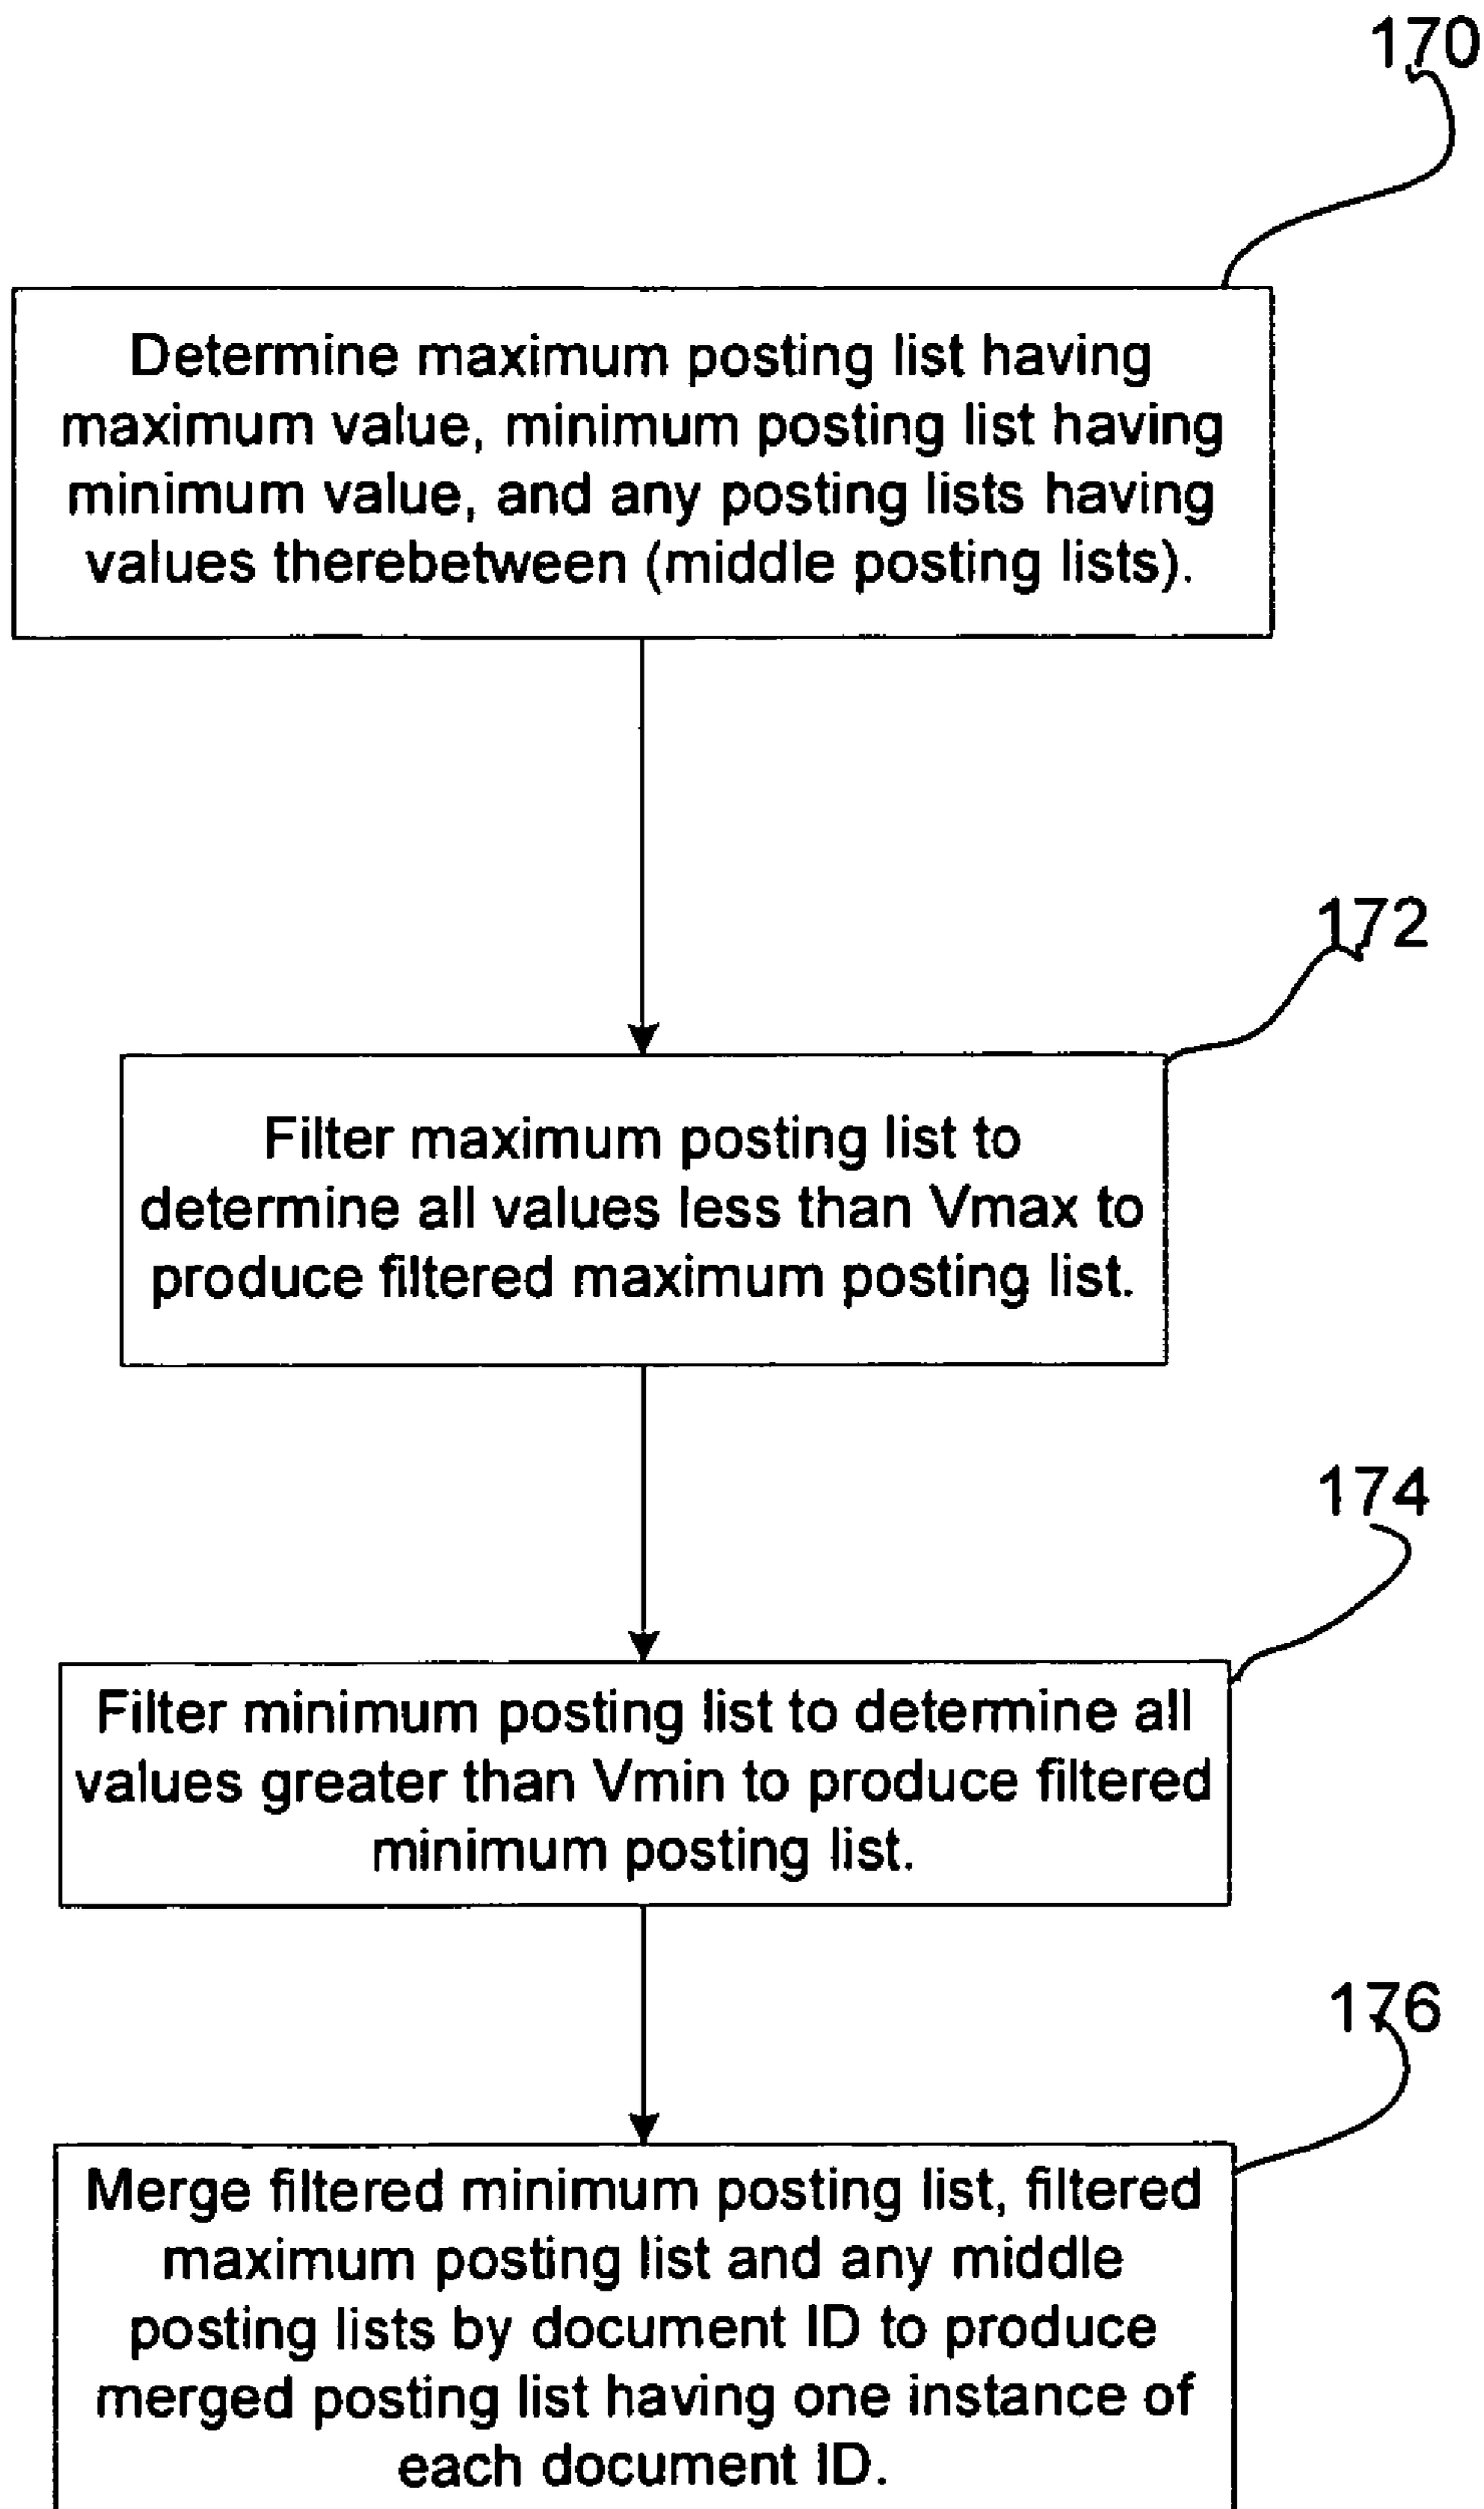 170
Determine maximum posting list having
maximum value, minimum posting list having
minimum value, and any posting lists having
values therebetween (middle posting lists).
172
Filter maximum posting list to
determine all values less than Vmax to
produce filtered maximum posting list.
174
Filter minimum posting list to determine all
values greater than Vmin to produce filtered
minimum posting list.
176
Merge filtered minimum posting list, filtered
maximum posting list and any middle
posting lists by document ID to produce
merged posting list having one instance of
each document ID.